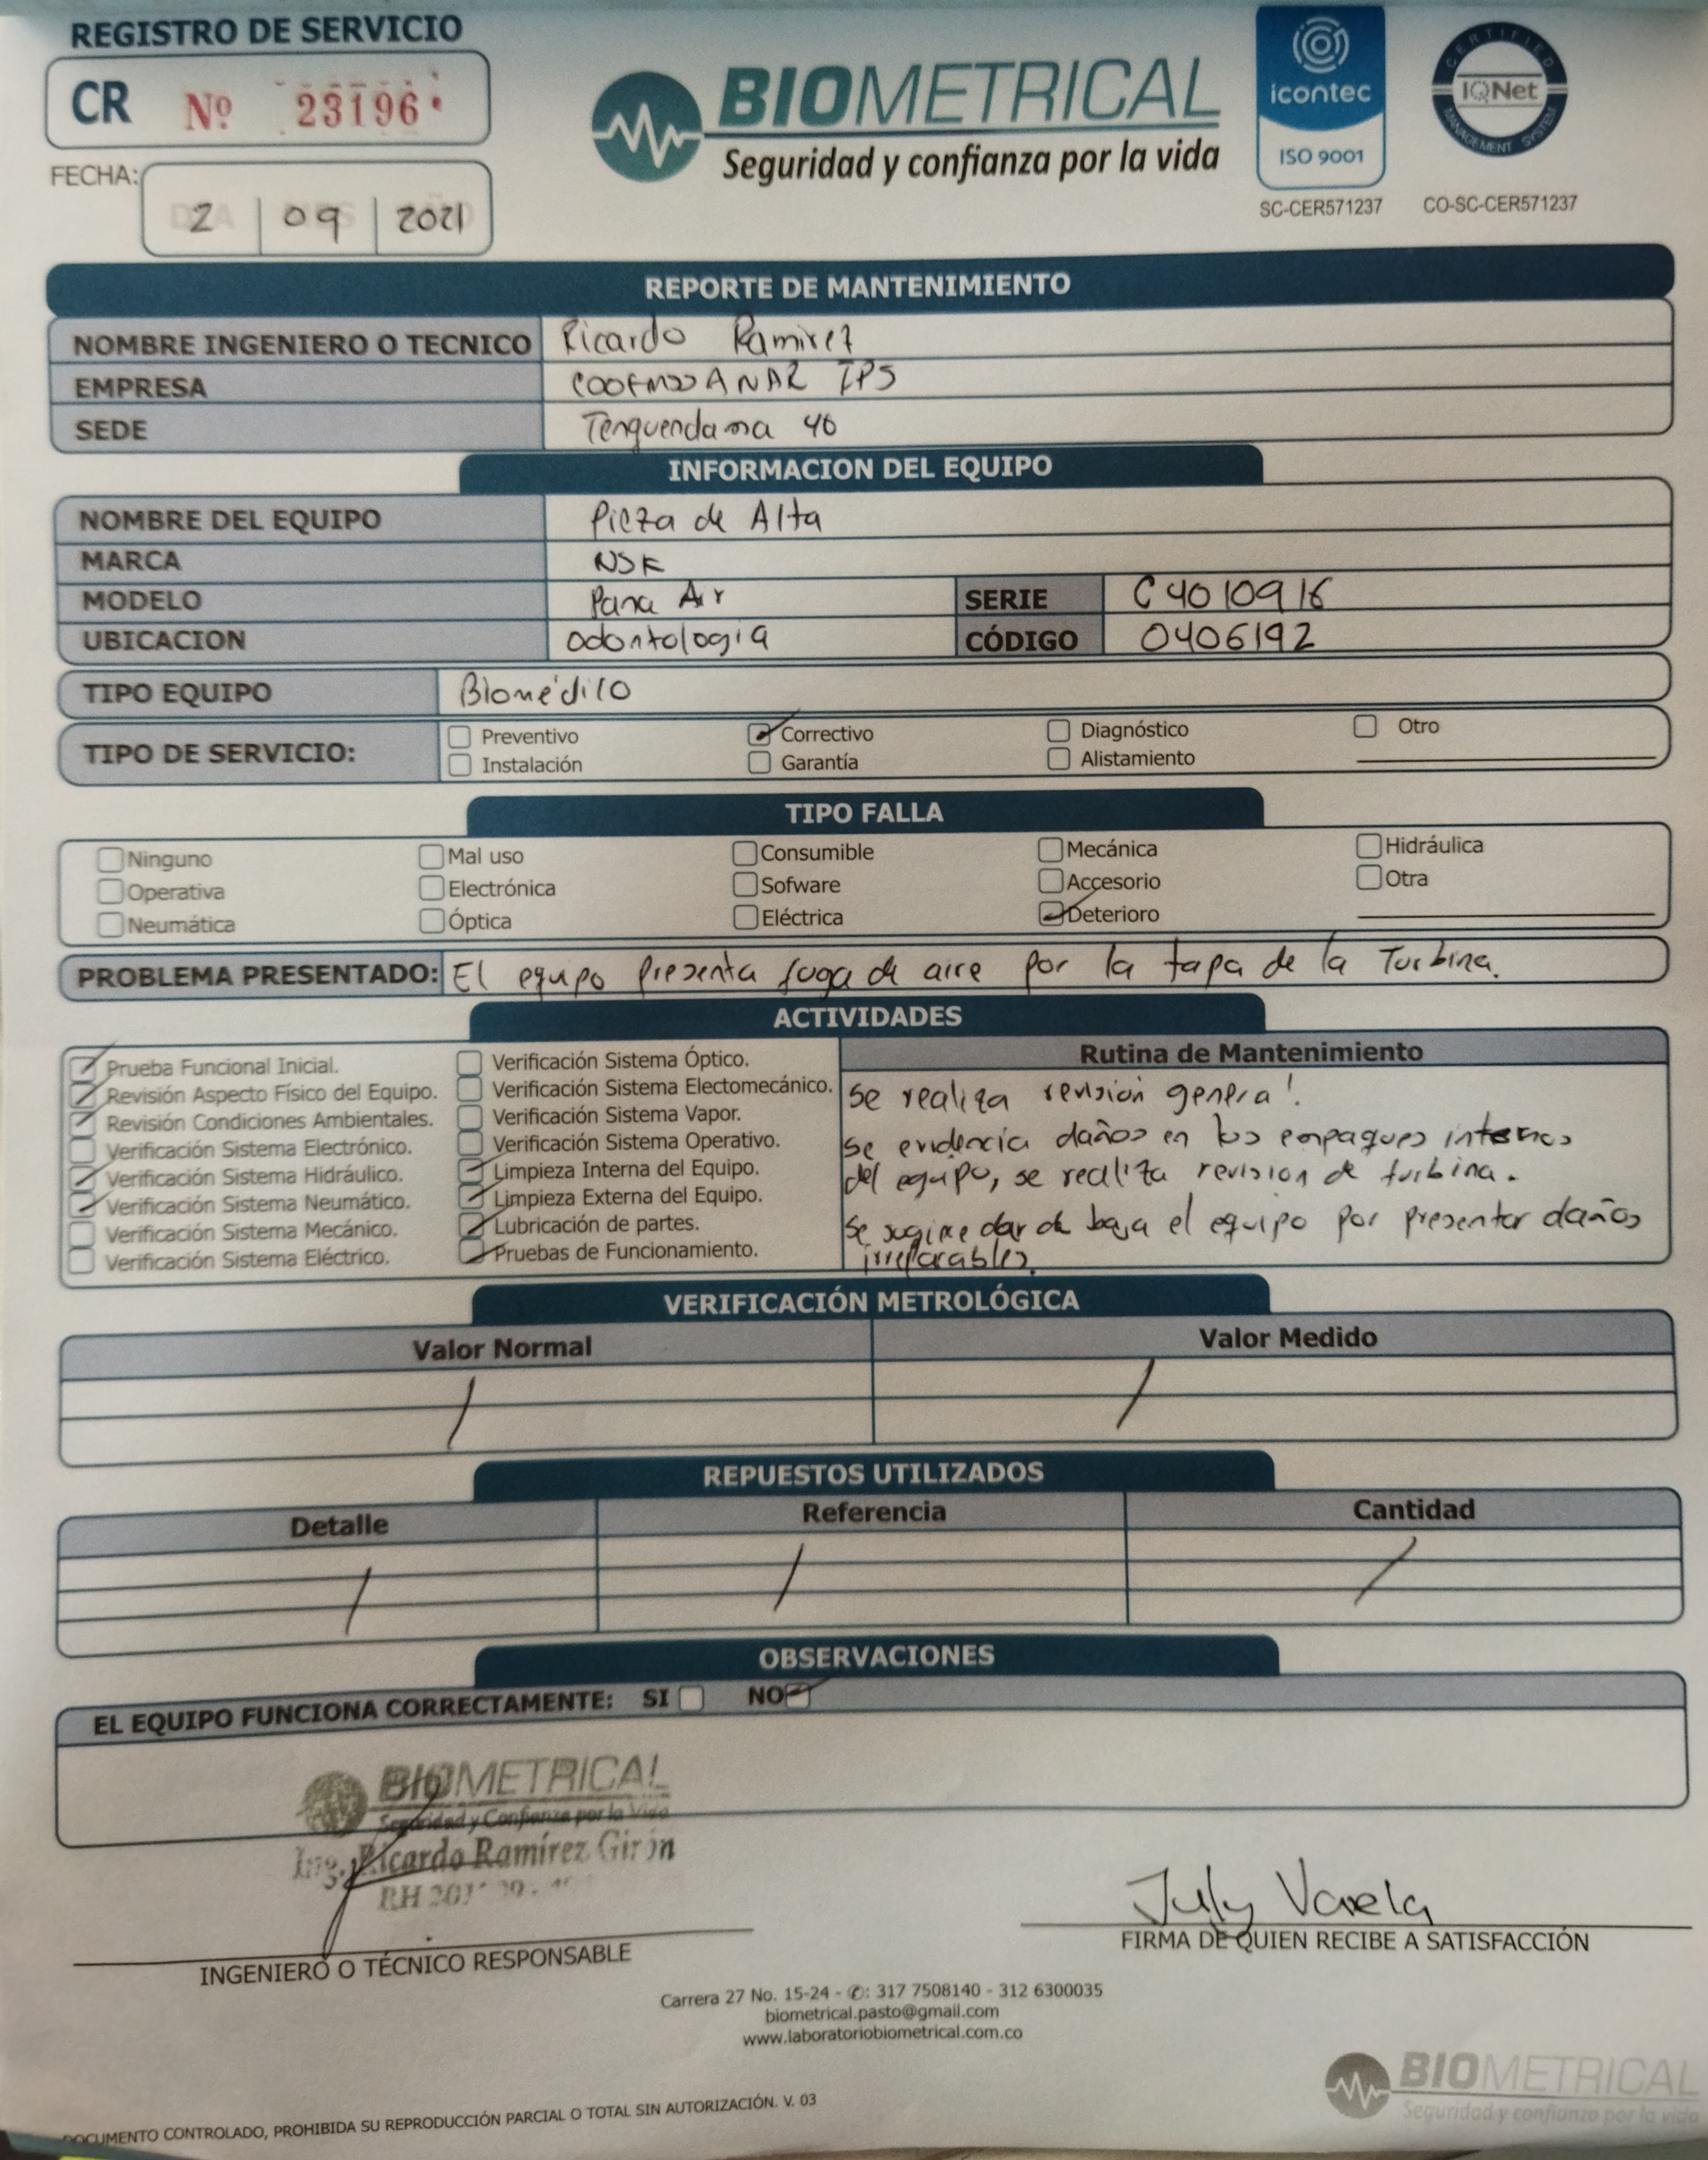 REGISTRO DE SERVICIO
CR Nº 23196
FECHA: 2 09 2021
BIOMETRICAL
Seguridad y confianza por la vida
icontec
ISO 9001
SC-CER571237
CERTIFIED
IQNet
MANAGEMENT SYSTEM
CO-SC-CER571237
REPORTE DE MANTENIMIENTO
NOMBRE INGENIERO O TECNICO Ricardo Ramirez
EMPRESA IPS
SEDE Tenquendama 40
INFORMACION DEL EQUIPO
NOMBRE DEL EQUIPO Pieza de Alta
MARCA NSK
MODELO Pana Air SERIE C4010916
UBICACION odontologia CÓDIGO 0406192
TIPO EQUIPO Biomédico
TIPO DE SERVICIO:
Preventivo Correctivo Diagnóstico Otro
Instalación Garantía Alistamiento
TIPO FALLA
Ninguno Mal uso Consumible Mecánica Hidráulica
Operativa Electrónica Sofware Accesorio Otra
Neumática Óptica Eléctrica Deterioro
PROBLEMA PRESENTADO: El equipo presenta fuga de aire por la tapa de la Turbina.
ACTIVIDADES
Prueba Funcional Inicial.
Revisión Aspecto Físico del Equipo.
Revisión Condiciones Ambientales.
Verificación Sistema Electrónico.
Verificación Sistema Hidráulico.
Verificación Sistema Neumático.
Verificación Sistema Mecánico.
Verificación Sistema Eléctrico.
Verificación Sistema Óptico.
Verificación Sistema Electomecánico.
Verificación Sistema Vapor.
Verificación Sistema Operativo.
Limpieza Interna del Equipo.
Limpieza Externa del Equipo.
Lubricación de partes.
Pruebas de Funcionamiento.
Rutina de Mantenimiento
Se realiza revisión general.
Se evidencia daños en los empaques internos
del equipo, se realiza revision de turbina.
Se sugiere dar de baja el equipo por presentar daños
irreparables.
VERIFICACIÓN METROLÓGICA
Valor Normal Valor Medido
/ /
REPUESTOS UTILIZADOS
Detalle Referencia Cantidad
/ / /
OBSERVACIONES
EL EQUIPO FUNCIONA CORRECTAMENTE: SI NO
BIOMETRICAL
Seguridad y Confianza por la Vida
Ing. Ricardo Ramírez Girón
July Varela
INGENIERO O TÉCNICO RESPONSABLE
FIRMA DE QUIEN RECIBE A SATISFACCIÓN
Carrera 27 No. 15-24 - ✆: 317 7508140 - 312 6300035
biometrical.pasto@gmail.com
www.laboratoriobiometrical.com.co
BIOMETRICAL
Seguridad y confianza por la vida
DOCUMENTO CONTROLADO, PROHIBIDA SU REPRODUCCIÓN PARCIAL O TOTAL SIN AUTORIZACIÓN. V. 03